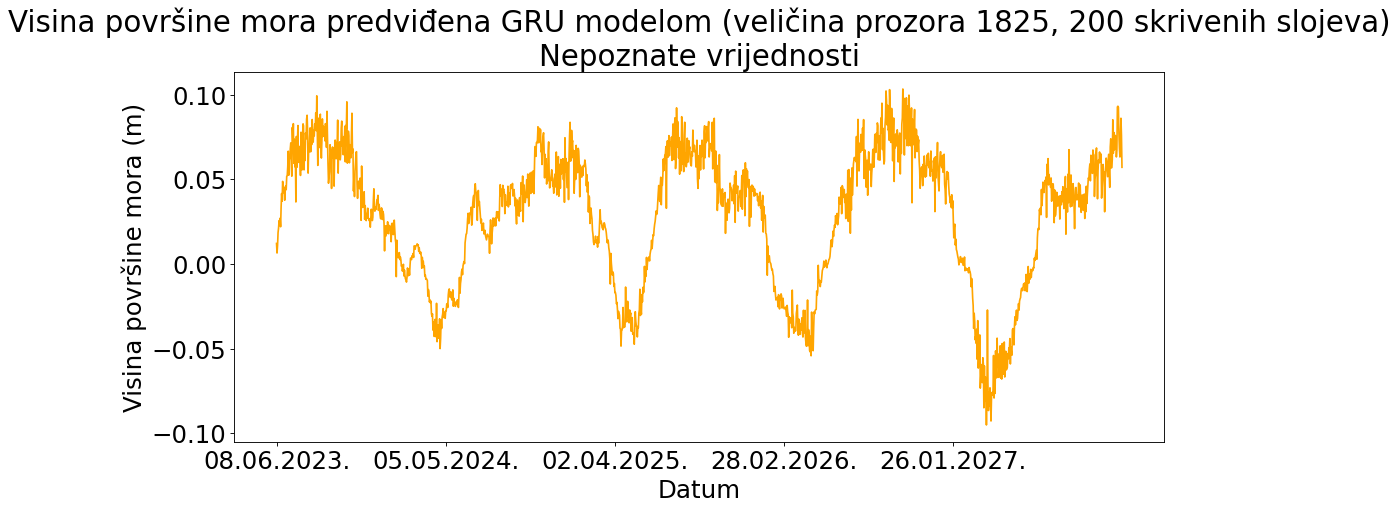 Visina površine mora predviđena GRU modelom (veličina prozora 1825, 200 skrivenih slojeva)
Nepoznate vrijednosti
Visina površine mora (m)
0.10
0.05
0.00
−0.05
−0.10
08.06.2023. 05.05.2024. 02.04.2025. 28.02.2026. 26.01.2027.
Datum